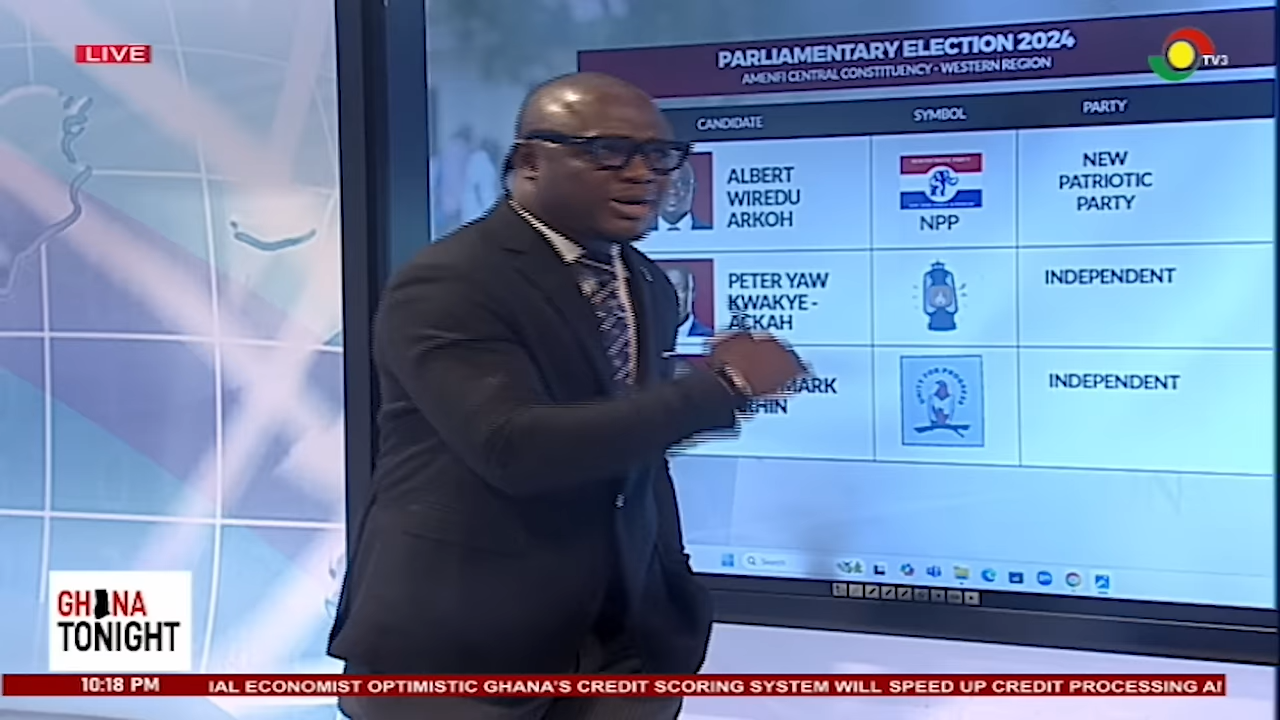 LIVE
PARLIAMENTARY ELECTION 2024
AMENFI CENTRAL CONSTITUENCY - WESTERN REGION
TV3
CANDIDATE
SYMBOL
PARTY
ALBERT
WIREDU
ARKOH
NPP
NEW
PATRIOTIC
PARTY
PETER YAW
KWAKYE -
ACKAH
INDEPENDENT
INDEPENDENT
Search
GHANA
TONIGHT
10:18 PM
IAL ECONOMIST OPTIMISTIC GHANA'S CREDIT SCORING SYSTEM WILL SPEED UP CREDIT PROCESSING AI